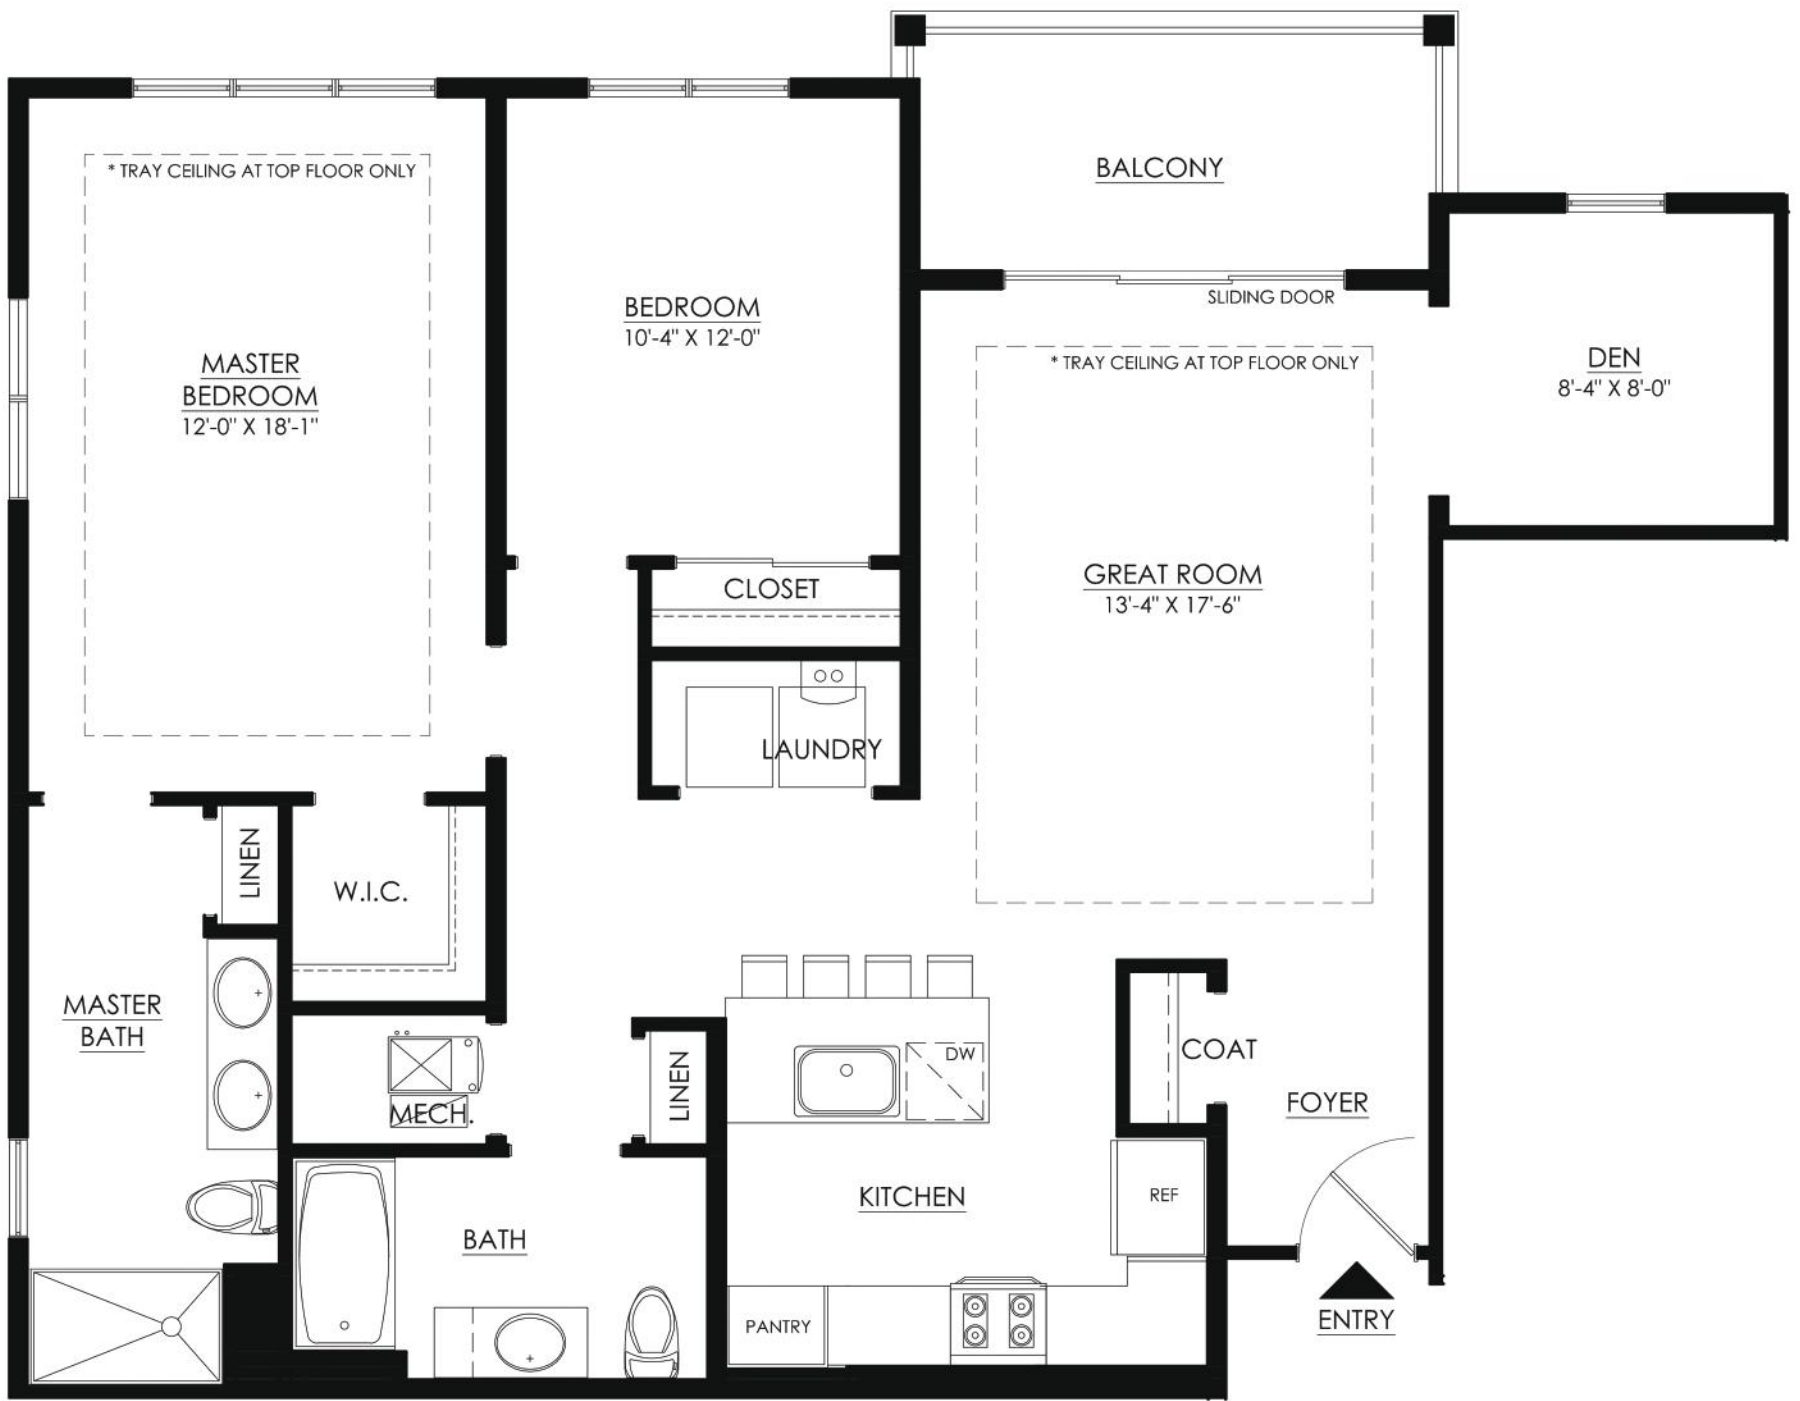 * TRAY CEILING AT TOP FLOOR ONLY
MASTER
BEDROOM
12'-0" X 18'-1"
BEDROOM
10'-4" X 12'-0"
CLOSET
LAUNDRY
BALCONY
SLIDING DOOR
* TRAY CEILING AT TOP FLOOR ONLY
GREAT ROOM
13'-4" X 17'-6"
DEN
8'-4" X 8'-0"
LINEN
W.I.C.
MASTER
BATH
MECH.
LINEN
BATH
DW
KITCHEN
PANTRY
REF
COAT
FOYER
ENTRY